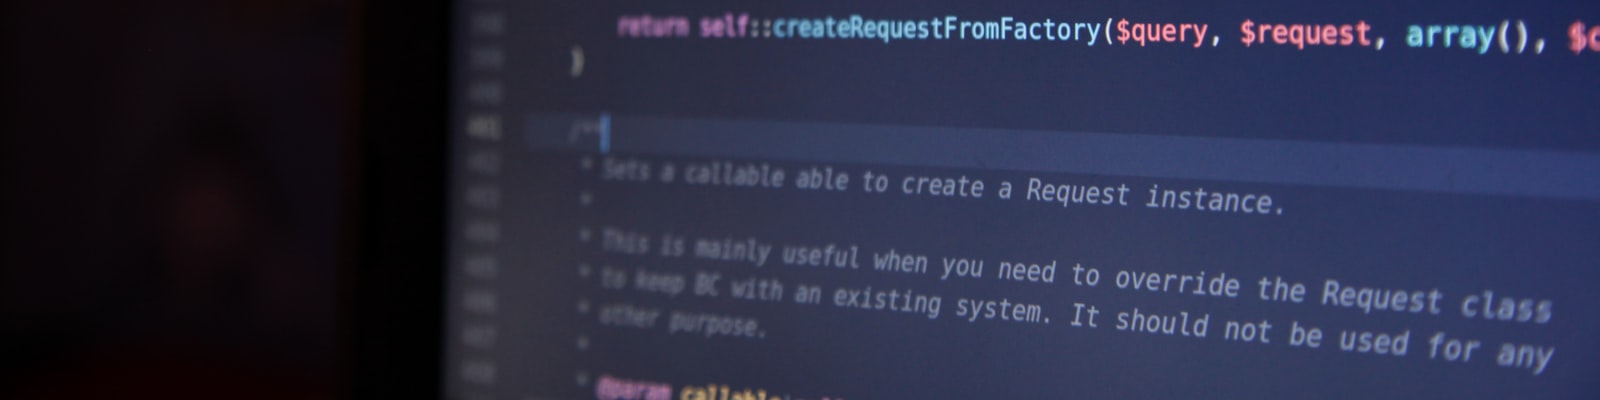 return self::createRequestFromFactory($query, $request, array(), $c
}
401 /**
* Sets a callable able to create a Request instance.
*
* This is mainly useful when you need to override the Request class
* to keep BC with an existing system. It should not be used for any
* other purpose.
*
* @param callable